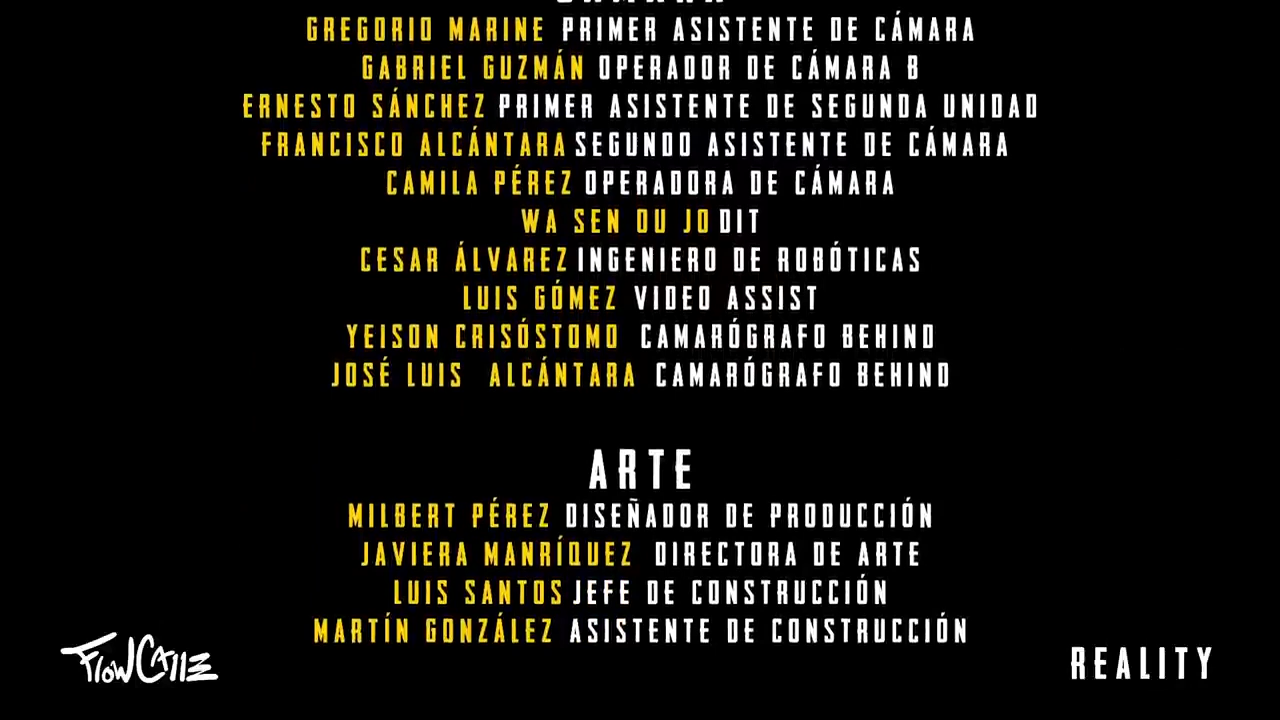 GREGORIO MARINE PRIMER ASISTENTE DE CÁMARA
GABRIEL GUZMÁN OPERADOR DE CÁMARA B
ERNESTO SÁNCHEZ PRIMER ASISTENTE DE SEGUNDA UNIDAD
FRANCISCO ALCÁNTARA SEGUNDO ASISTENTE DE CÁMARA
CAMILA PÉREZ OPERADORA DE CÁMARA
WA SEN OU JO DIT
CESAR ÁLVAREZ INGENIERO DE ROBÓTICAS
LUIS GÓMEZ VIDEO ASSIST
YEISON CRISÓSTOMO CAMARÓGRAFO BEHIND
JOSÉ LUIS ALCÁNTARA CAMARÓGRAFO BEHIND
ARTE
MILBERT PÉREZ DISEÑADOR DE PRODUCCIÓN
JAVIERA MANRÍQUEZ DIRECTORA DE ARTE
LUIS SANTOS JEFE DE CONSTRUCCIÓN
MARTÍN GONZÁLEZ ASISTENTE DE CONSTRUCCIÓN
FLOWCALLE
REALITY